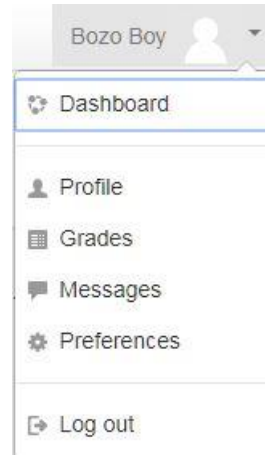 Bozo Boy
Dashboard
Profile
Grades
Messages
Preferences
Log out